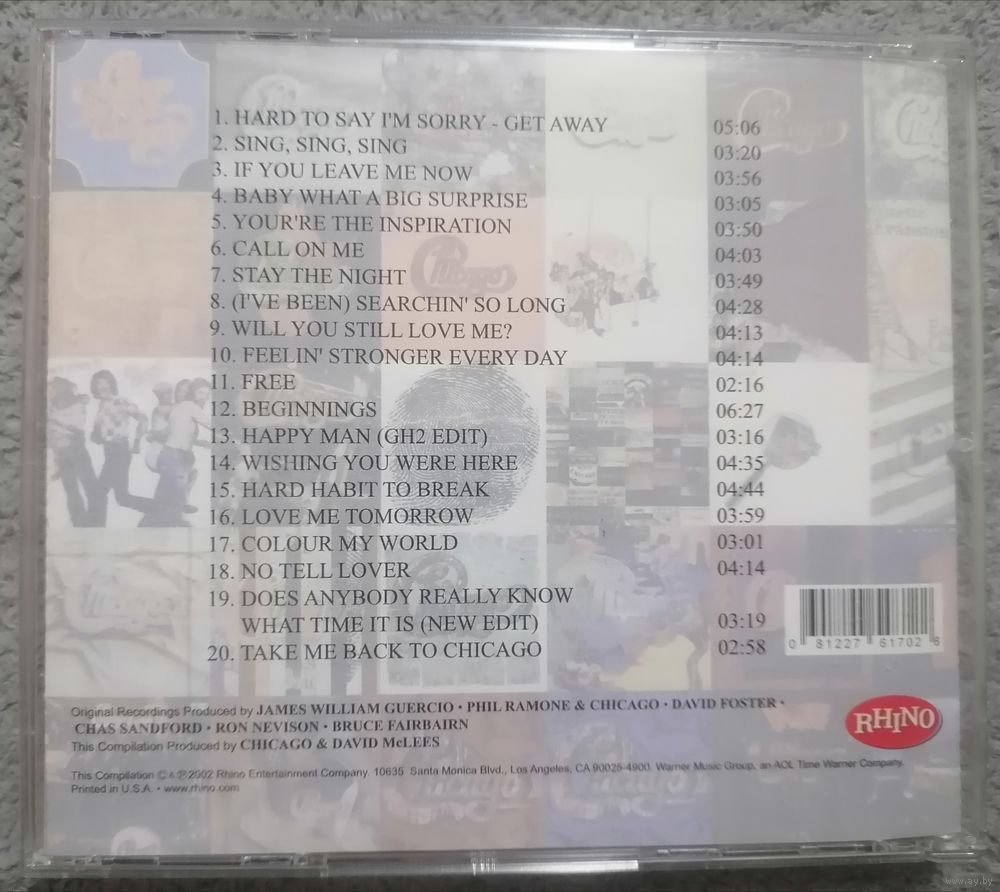 1. HARD TO SAY I'M SORRY - GET AWAY 05:06
2. SING, SING, SING 03:20
3. IF YOU LEAVE ME NOW 03:56
4. BABY WHAT A BIG SURPRISE 03:05
5. YOUR'RE THE INSPIRATION 03:50
6. CALL ON ME 04:03
7. STAY THE NIGHT 03:49
8. (I'VE BEEN) SEARCHIN' SO LONG 04:28
9. WILL YOU STILL LOVE ME? 04:13
10. FEELIN' STRONGER EVERY DAY 04:14
11. FREE 02:16
12. BEGINNINGS 06:27
13. HAPPY MAN (GH2 EDIT) 03:16
14. WISHING YOU WERE HERE 04:35
15. HARD HABIT TO BREAK 04:44
16. LOVE ME TOMORROW 03:59
17. COLOUR MY WORLD 03:01
18. NO TELL LOVER 04:14
19. DOES ANYBODY REALLY KNOW
WHAT TIME IT IS (NEW EDIT) 03:19
20. TAKE ME BACK TO CHICAGO 02:58
0 81227 61702 8
Original Recordings Produced by JAMES WILLIAM GUERCIO • PHIL RAMONE & CHICAGO • DAVID FOSTER •
CHAS SANDFORD • RON NEVISON • BRUCE FAIRBAIRN
This Compilation Produced by CHICAGO & DAVID McLEES
RHINO
This Compilation © & ℗ 2002 Rhino Entertainment Company. 10635 Santa Monica Blvd., Los Angeles, CA 90025-4900. Warner Music Group, an AOL Time Warner Company.
Printed in U.S.A. • www.rhino.com
www.ay.by